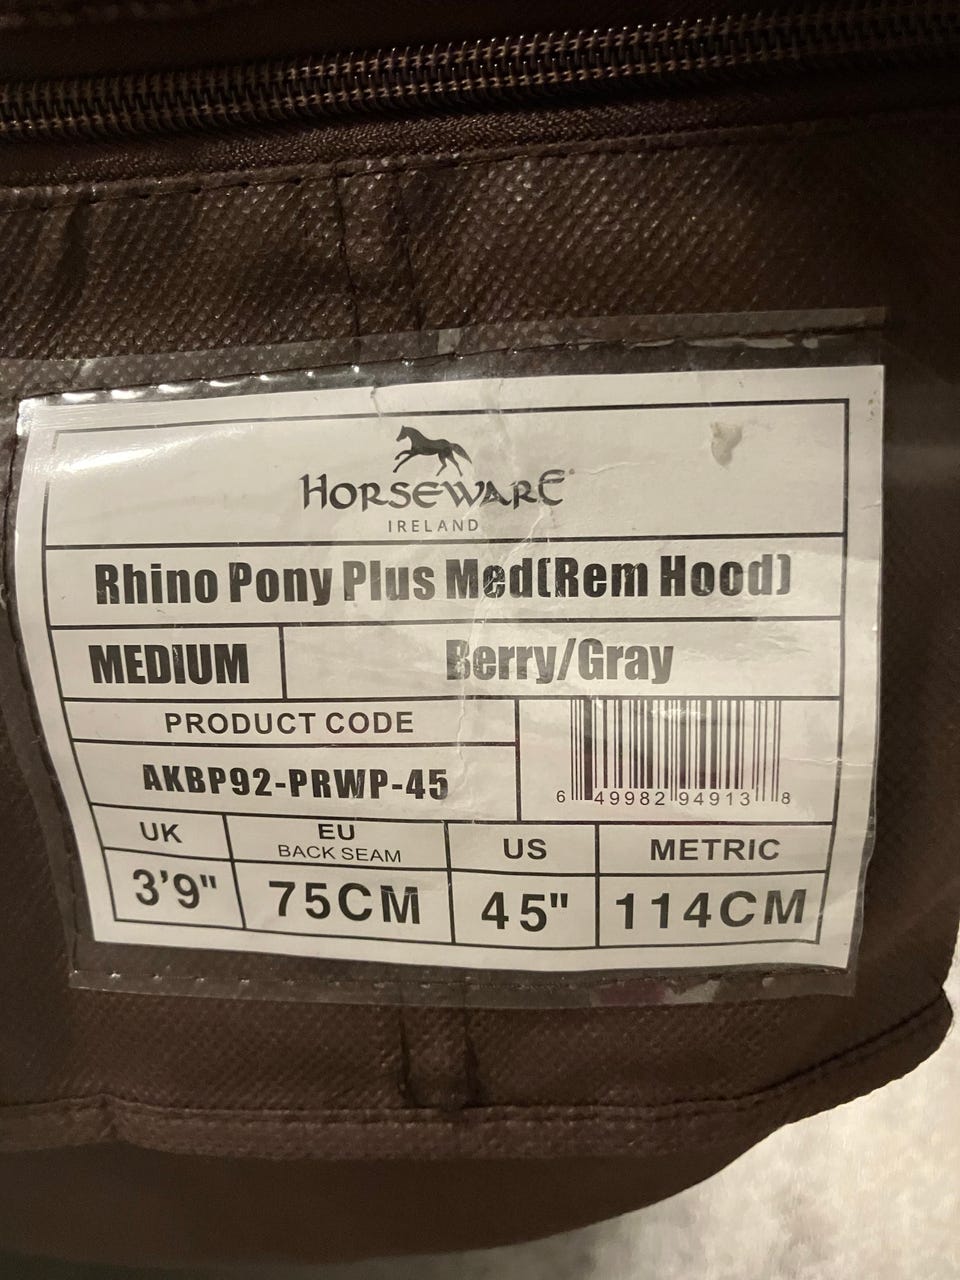 HORSEWARE
IRELAND
Rhino Pony Plus Med(Rem Hood)
MEDIUM
Berry/Gray
PRODUCT CODE
AKBP92-PRWP-45
6 49982 94913 8
UK
EU
BACK SEAM
US
METRIC
3'9"
75CM
45"
114CM